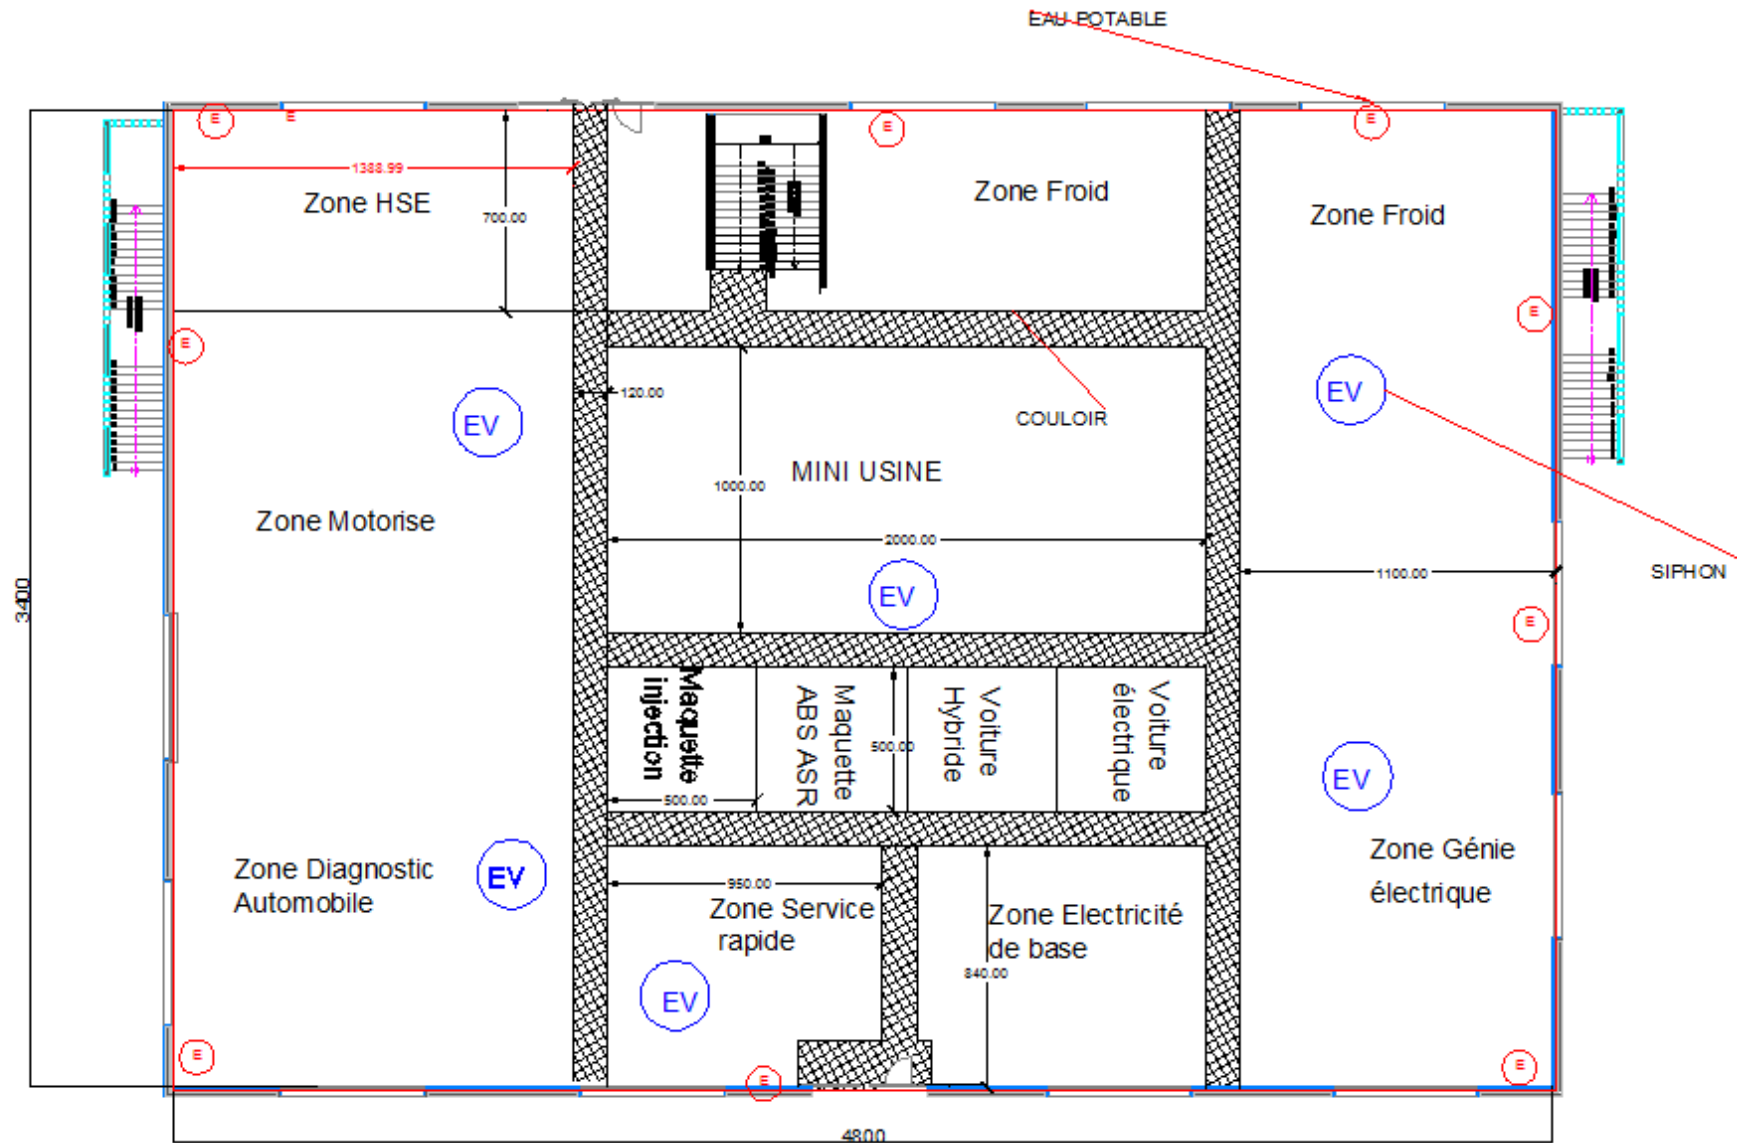 EAU POTABLE
E
E
E
E
1388.99
Zone HSE
700.00
Zone Froid
Zone Froid
E
E
120.00
EV
EV
COULOIR
MINI USINE
1000.00
Zone Motorise
2000.00
1100.00
SIPHON
EV
3400
E
Maquette
injection
Maquette
ABS ASR
Voiture
Hybride
Voiture
électrique
500.00
500.00
EV
Zone Diagnostic
Automobile
EV
950.00
Zone Service
rapide
Zone Electricité
de base
Zone Génie
électrique
840.00
EV
E
E
E
4800